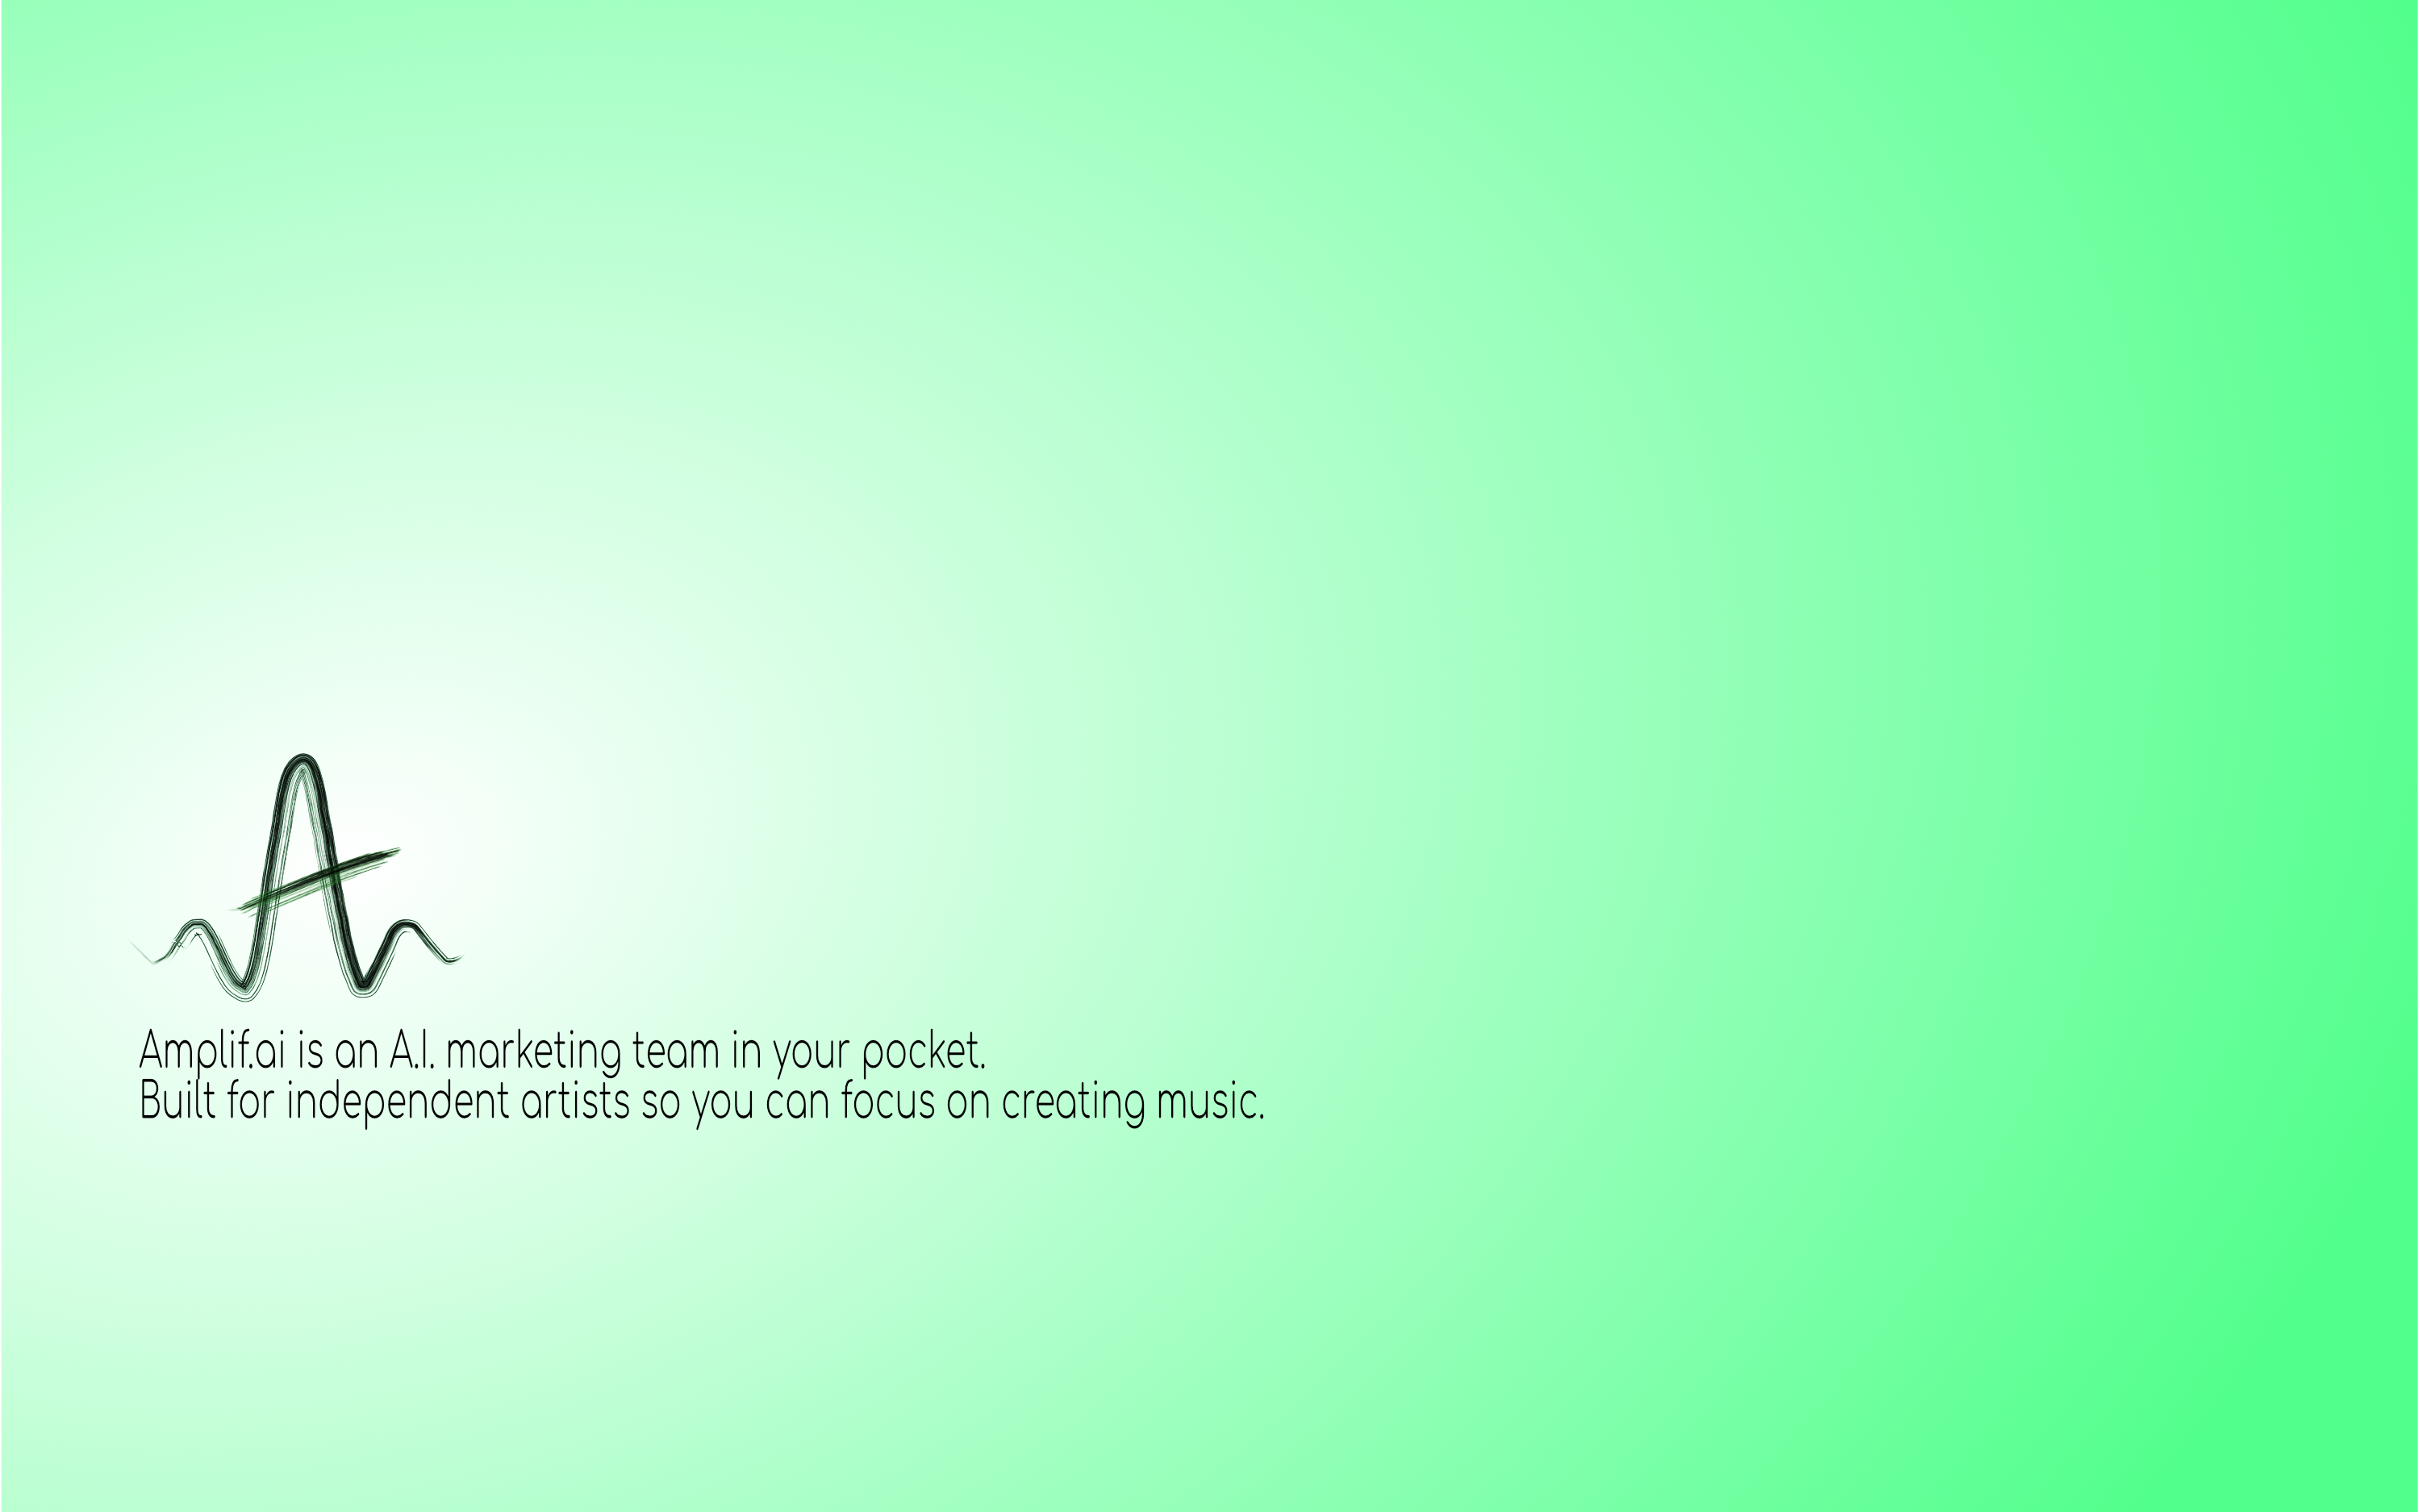 A
Amplif.ai is an A.I. marketing team in your pocket.
Built for independent artists so you can focus on creating music.